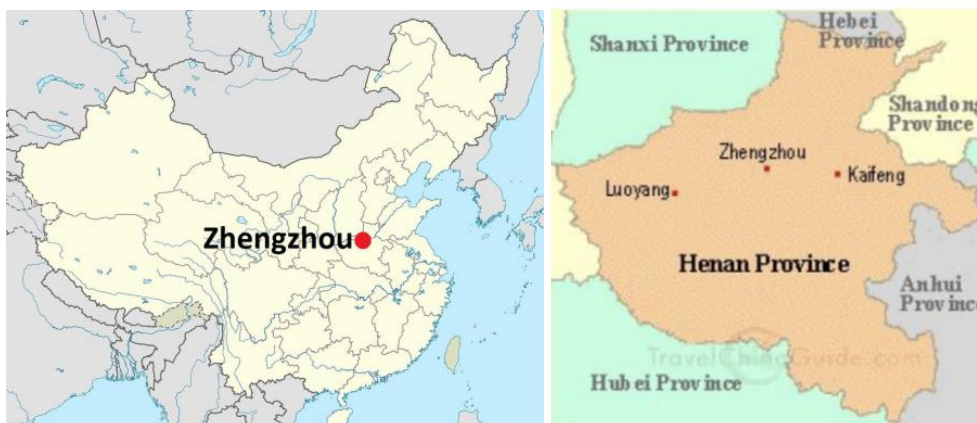 Zhengzhou
Hebei
Province
Shanxi Province
Shandong
Province
Zhengzhou
Luoyang
Kaifeng
Henan Province
Anhui
Province
TravelChinaGuide.com
Hubei Province